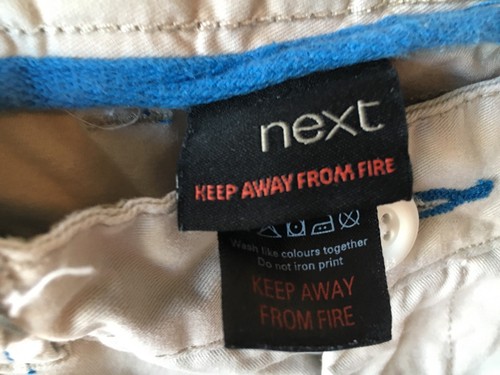 next
KEEP AWAY FROM FIRE
Wash like colours together
Do not iron print
KEEP AWAY
FROM FIRE